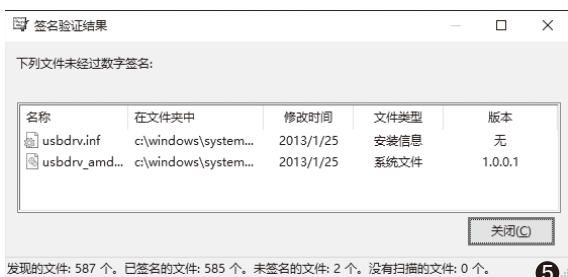 签名验证结果
下列文件未经过数字签名:
名称 在文件夹中 修改时间 文件类型 版本
usbdrv.inf c:\windows\system... 2013/1/25 安装信息 无
usbdrv_amd... c:\windows\system... 2013/1/25 系统文件 1.0.0.1
关闭(C)
发现的文件: 587 个。已签名的文件: 585 个。未签名的文件: 2 个。没有扫描的文件: 0 个。
❺